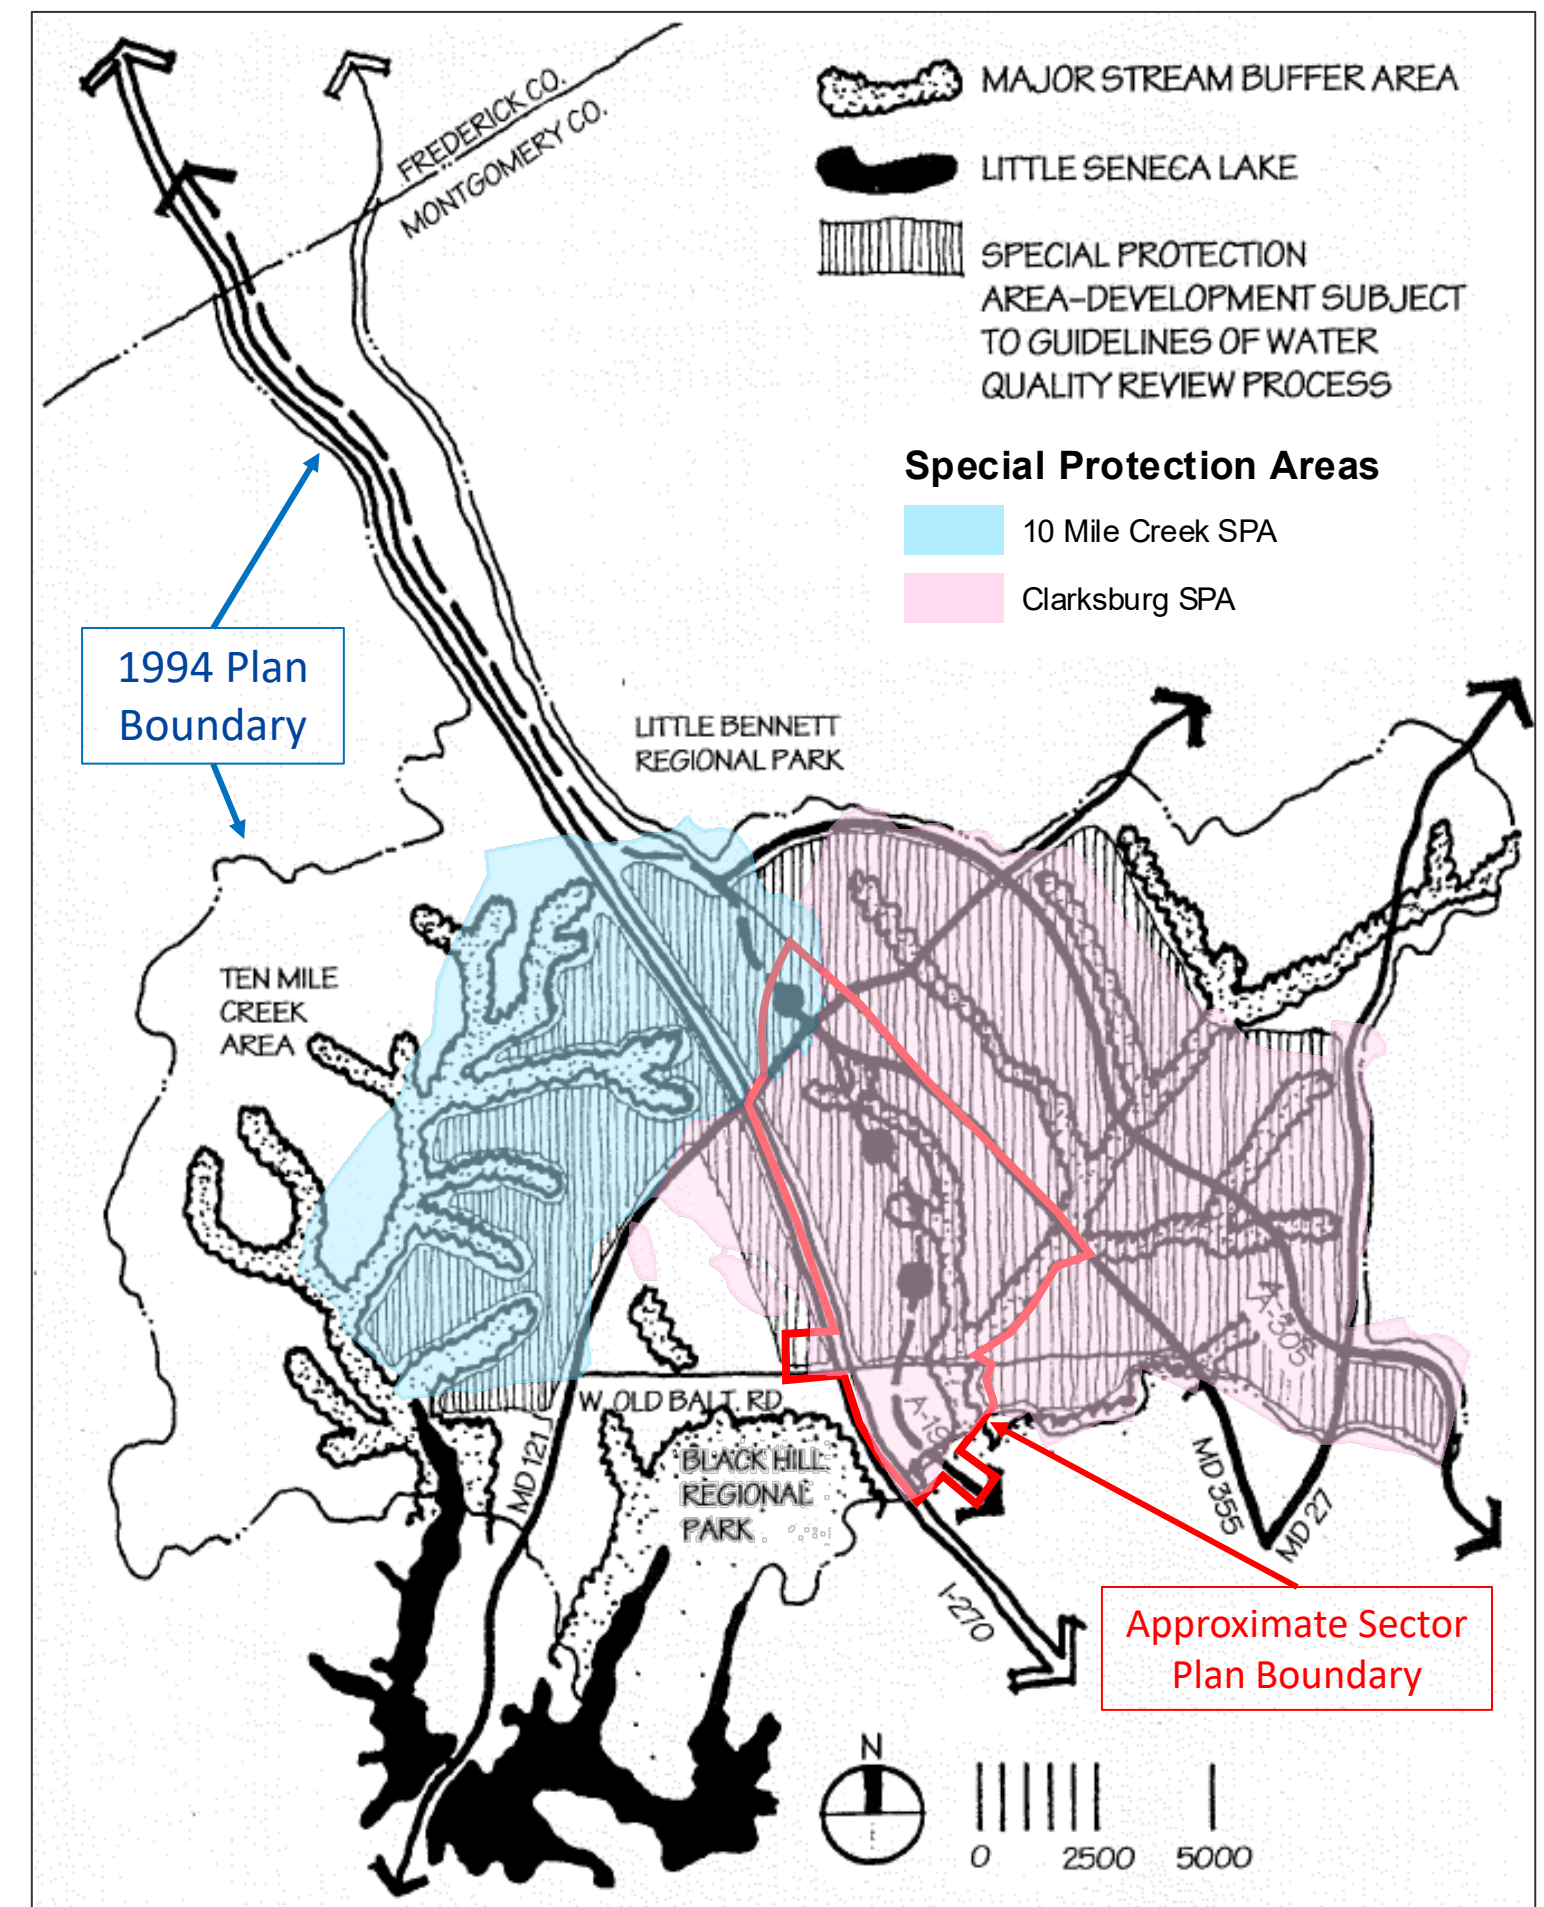 FREDERICK CO.
MONTGOMERY CO.
MAJOR STREAM BUFFER AREA
LITTLE SENECA LAKE
SPECIAL PROTECTION
AREA-DEVELOPMENT SUBJECT
TO GUIDELINES OF WATER
QUALITY REVIEW PROCESS
Special Protection Areas
10 Mile Creek SPA
Clarksburg SPA
1994 Plan
Boundary
LITTLE BENNETT
REGIONAL PARK
TEN MILE
CREEK
AREA
A-305
W. OLD BALT. RD
A-19
MD 121
BLACK HILL
REGIONAL
PARK
MD 355
MD 27
I-270
Approximate Sector
Plan Boundary
N
0 2500 5000